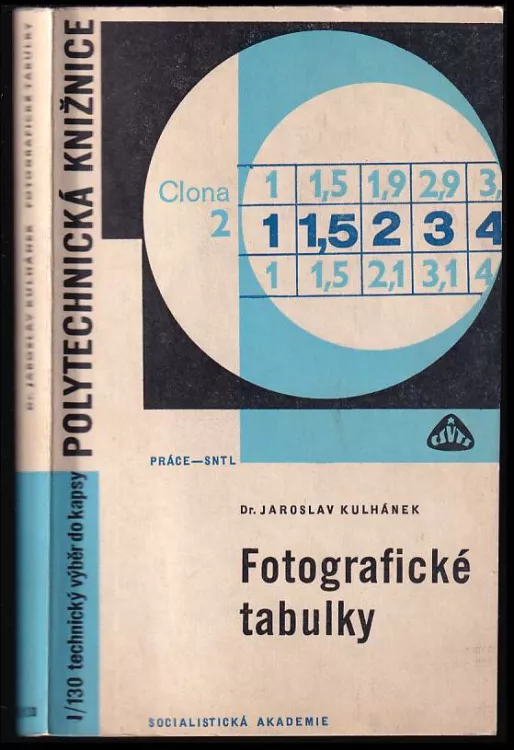 Dr. JAROSLAV KULHÁNEK FOTOGRAFICKÉ TABULKY
POLYTECHNICKÁ KNIŽNICE
I/130 technický výběr do kapsy
1 1,5 1,9 2,9 3,
Clona
2 1 1,5 2 3 4
1 1,5 2,1 3,1 4
ČSVTS
PRÁCE—SNTL
Dr. JAROSLAV KULHÁNEK
Fotografické
tabulky
SOCIALISTICKÁ AKADEMIE